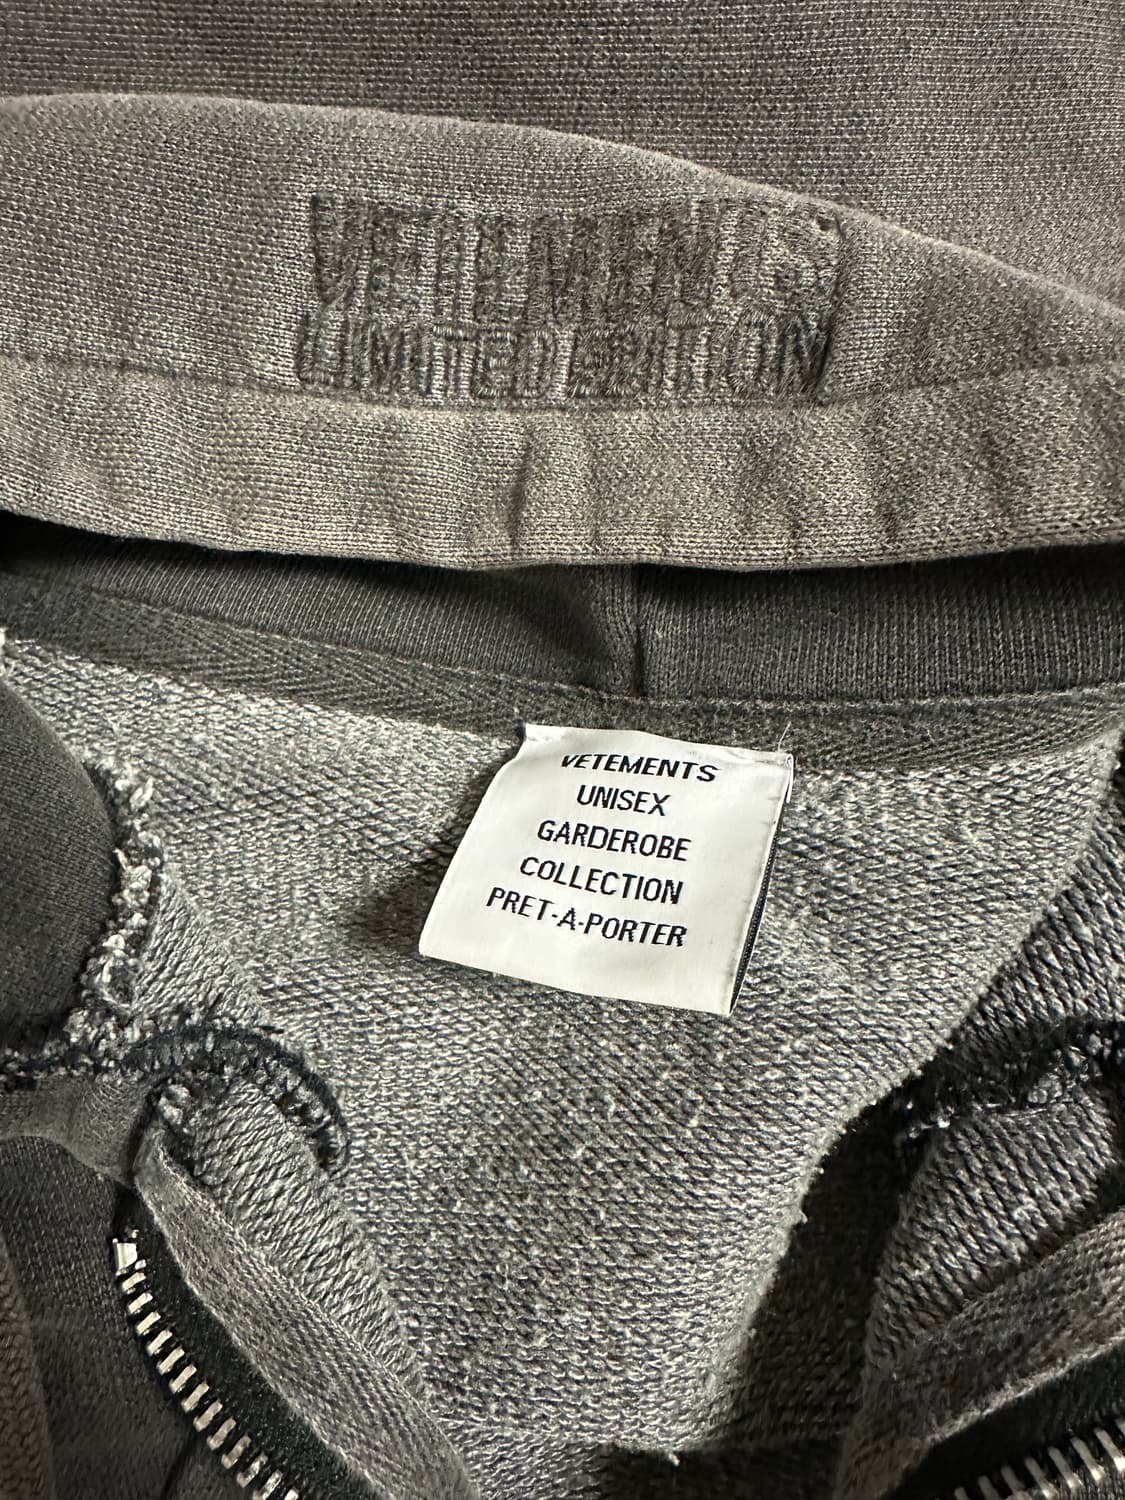 VETEMENTS
LIMITED EDITION
VETEMENTS
UNISEX
GARDEROBE
COLLECTION
PRET-A-PORTER